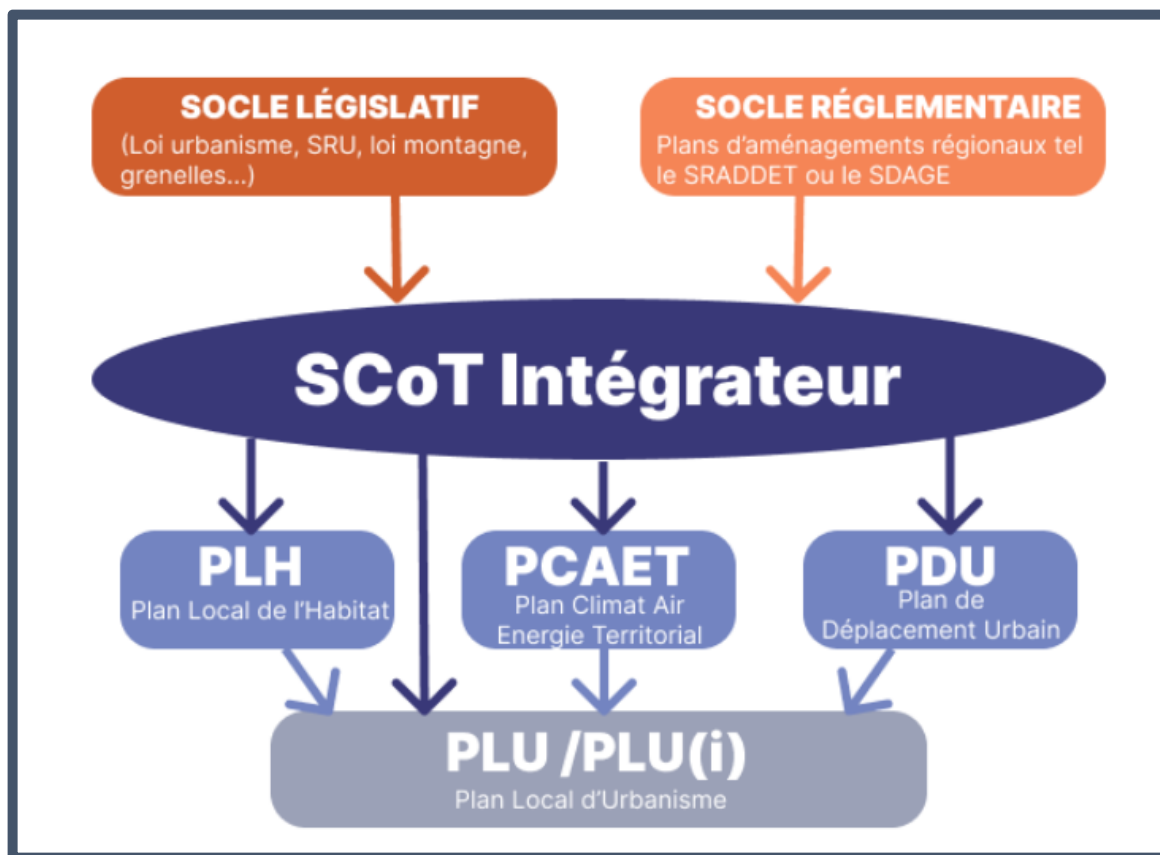 SOCLE LÉGISLATIF
(Loi urbanisme, SRU, loi montagne,
grenelles...)
SOCLE RÉGLEMENTAIRE
Plans d'aménagements régionaux tel
le SRADDET ou le SDAGE
SCoT Intégrateur
PLH
Plan Local de l'Habitat
PCAET
Plan Climat Air
Energie Territorial
PDU
Plan de
Déplacement Urbain
PLU /PLU(i)
Plan Local d'Urbanisme